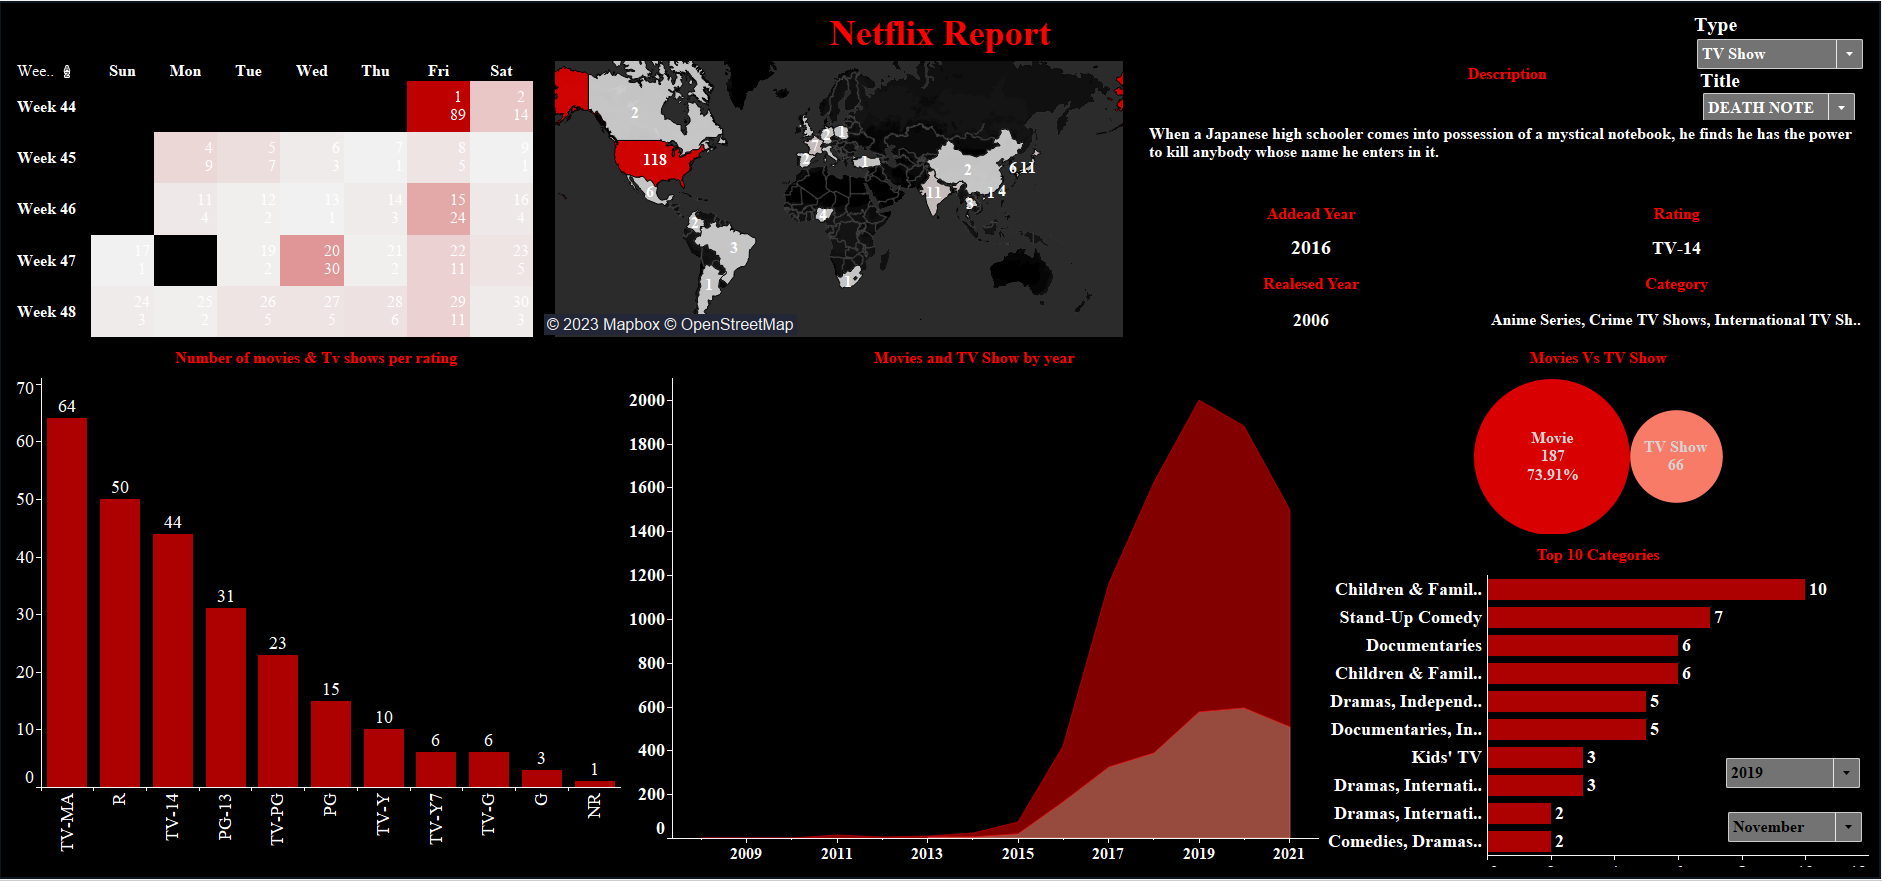 Netflix Report
Type
TV Show
Title
DEATH NOTE
Wee.. Sun Mon Tue Wed Thu Fri Sat
Week 44
1 2
89 14
Week 45
4 5 6 7 8 9
9 7 3 1 5 1
Week 46
11 12 13 14 15 16
4 2 1 3 24 4
Week 47
17 19 20 21 22 23
1 2 30 2 11 5
Week 48
24 25 26 27 28 29 30
3 2 5 5 6 11 3
2
118
6
2
3
1
2 1
7
2
1
4
1
11
2
6 11
1 4
3
© 2023 Mapbox © OpenStreetMap
Description
When a Japanese high schooler comes into possession of a mystical notebook, he finds he has the power
to kill anybody whose name he enters in it.
Addead Year
Rating
2016
TV-14
Realesed Year
Category
2006
Anime Series, Crime TV Shows, International TV Sh..
Number of movies & Tv shows per rating
70
60
50
40
30
20
10
0
64
50
44
31
23
15
10
6
6
3
1
TV-MA
R
TV-14
PG-13
TV-PG
PG
TV-Y
TV-Y7
TV-G
G
NR
Movies and TV Show by year
2000
1800
1600
1400
1200
1000
800
600
400
200
0
2009 2011 2013 2015 2017 2019 2021
Movies Vs TV Show
Movie
187
73.91%
TV Show
66
Top 10 Categories
Children & Famil.. 10
Stand-Up Comedy 7
Documentaries 6
Children & Famil.. 6
Dramas, Independ.. 5
Documentaries, In.. 5
Kids' TV 3
Dramas, Internati.. 3
Dramas, Internati.. 2
Comedies, Dramas.. 2
2019
November